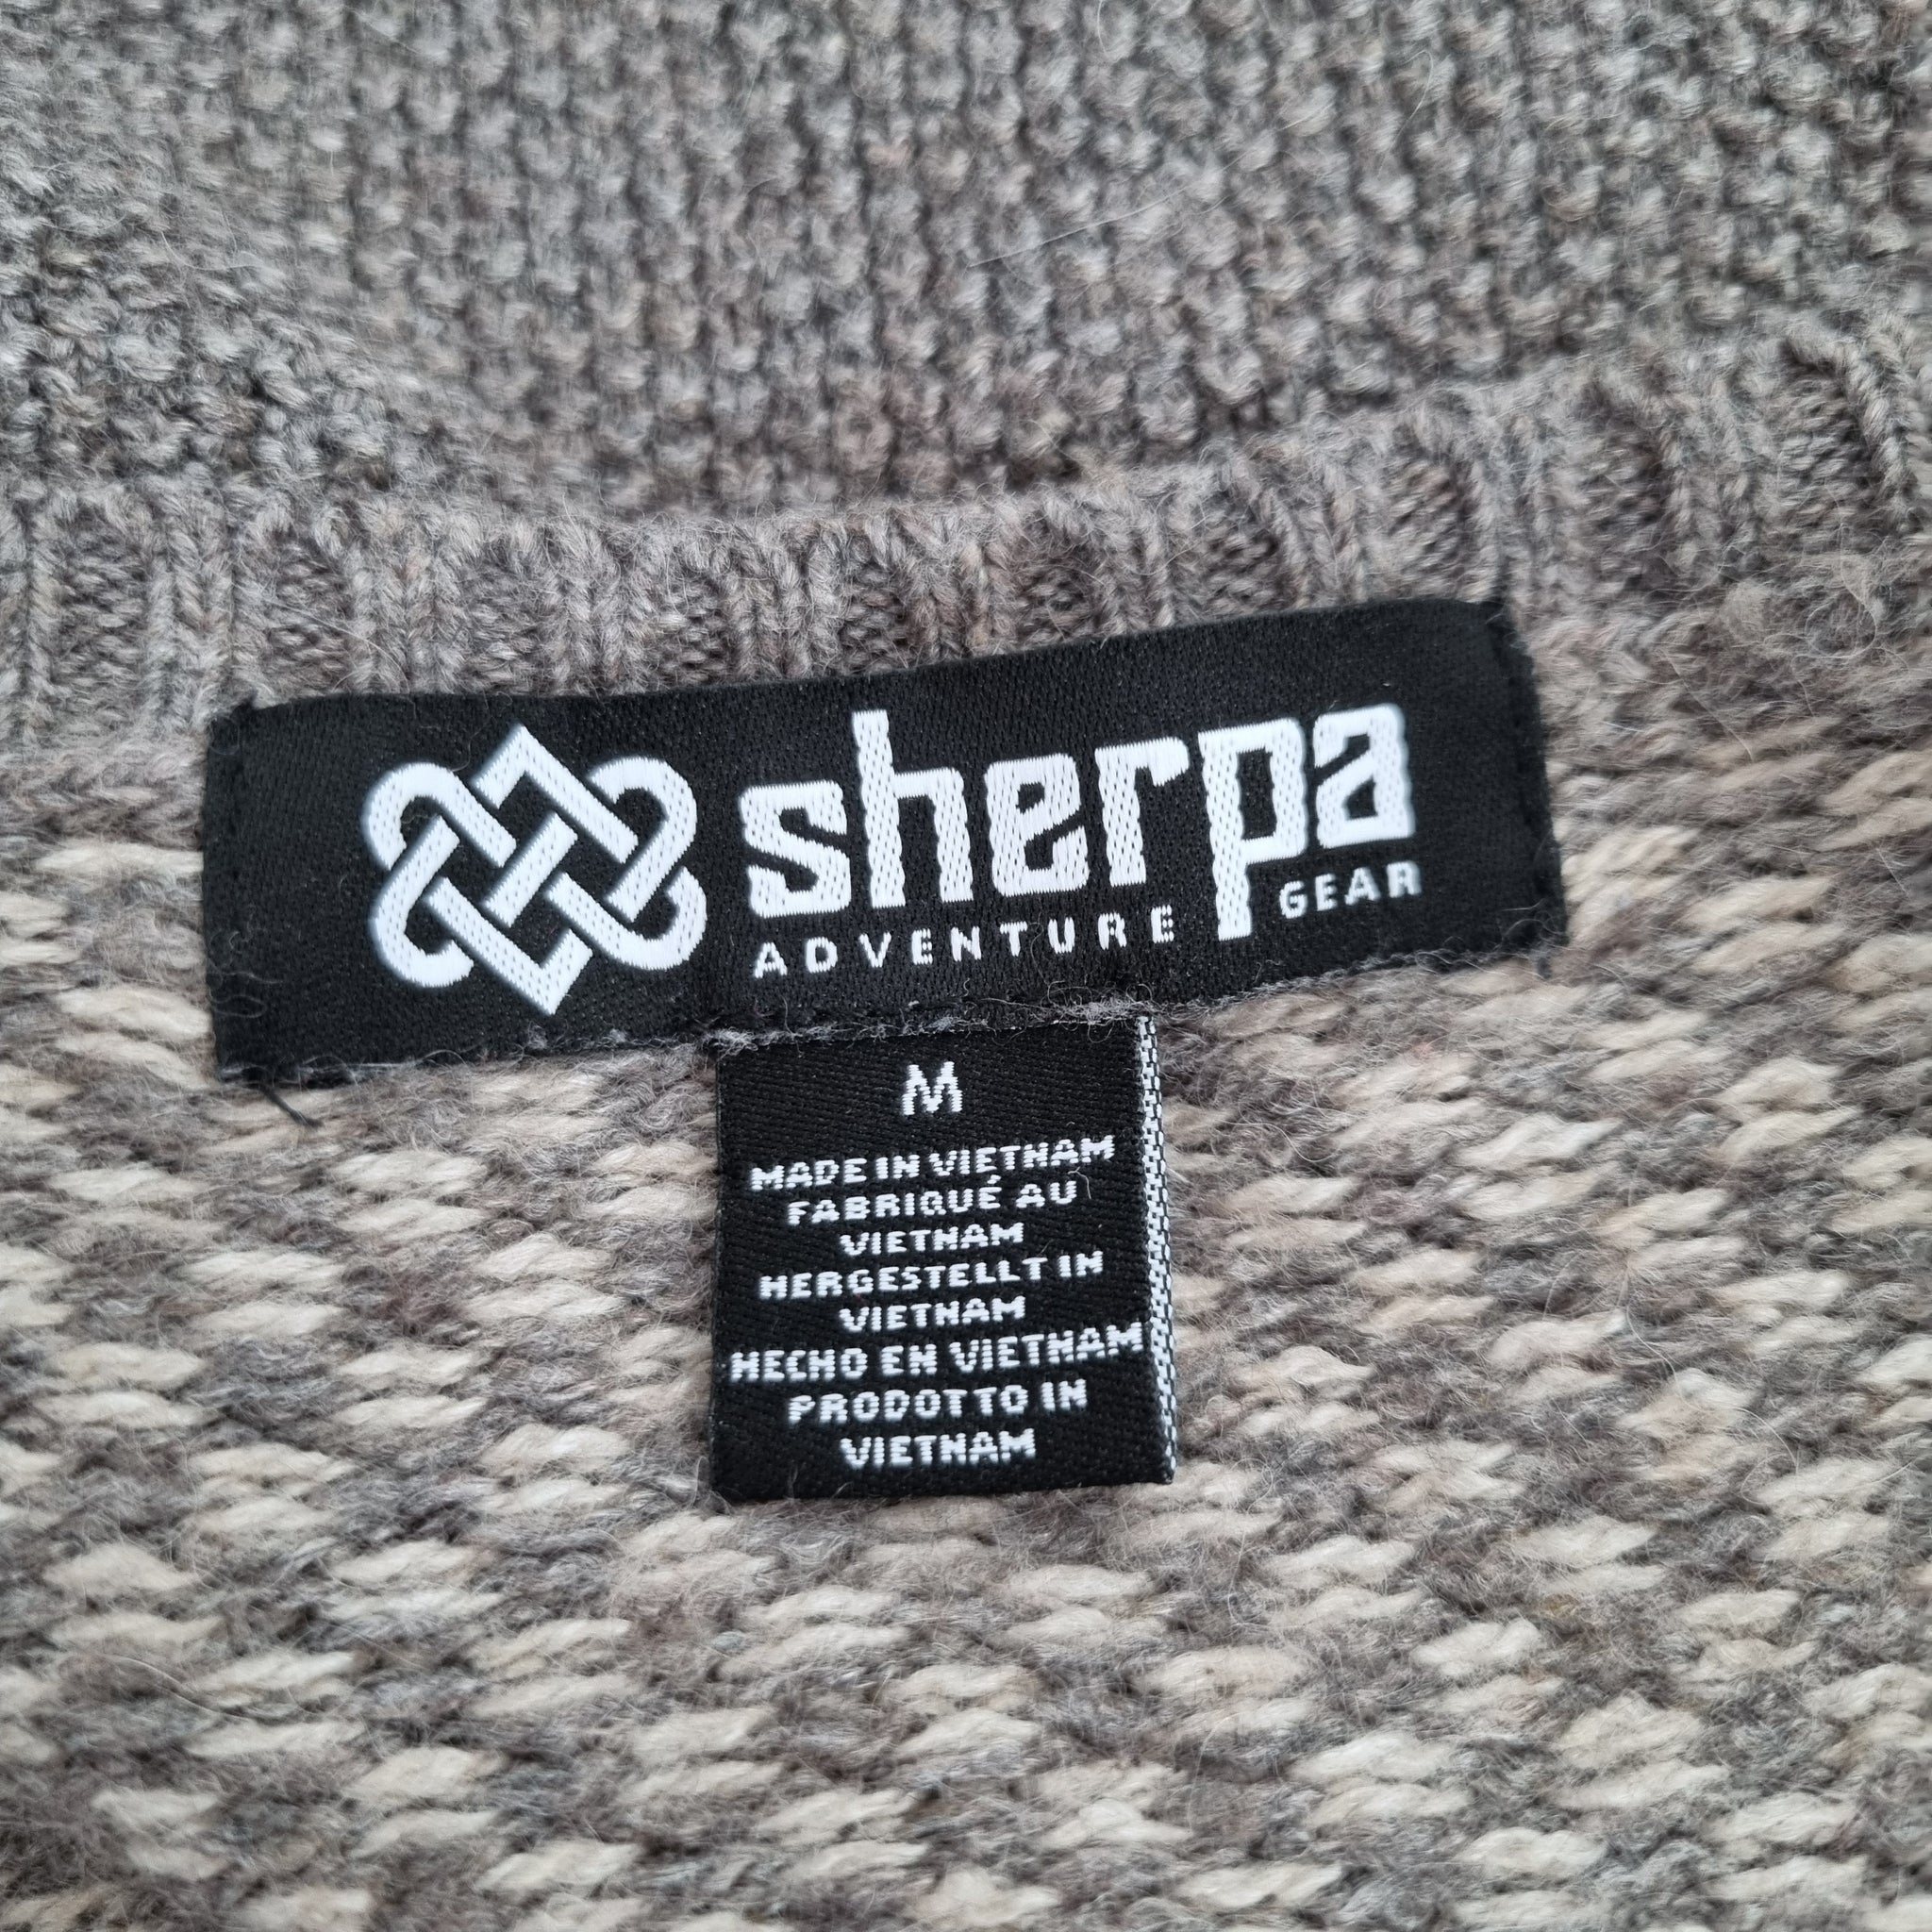 sherpa
ADVENTURE GEAR
M
MADE IN VIETNAM
FABRIQUÉ AU
VIETNAM
HERGESTELLT IN
VIETNAM
HECHO EN VIETNAM
PRODOTTO IN
VIETNAM